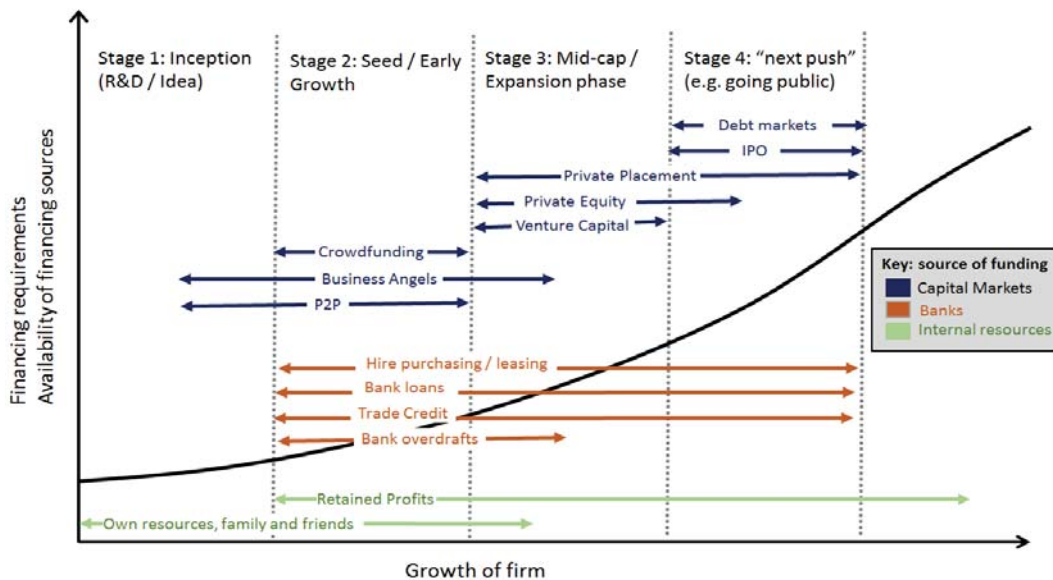 Stage 1: Inception
(R&D / Idea)
Stage 2: Seed / Early
Growth
Stage 3: Mid-cap /
Expansion phase
Stage 4: “next push”
(e.g. going public)
Debt markets
IPO
Private Placement
Private Equity
Venture Capital
Crowdfunding
Business Angels
P2P
Key: source of funding
Capital Markets
Banks
Internal resources
Hire purchasing / leasing
Bank loans
Trade Credit
Bank overdrafts
Retained Profits
Own resources, family and friends
Financing requirements
Availability of financing sources
Growth of firm